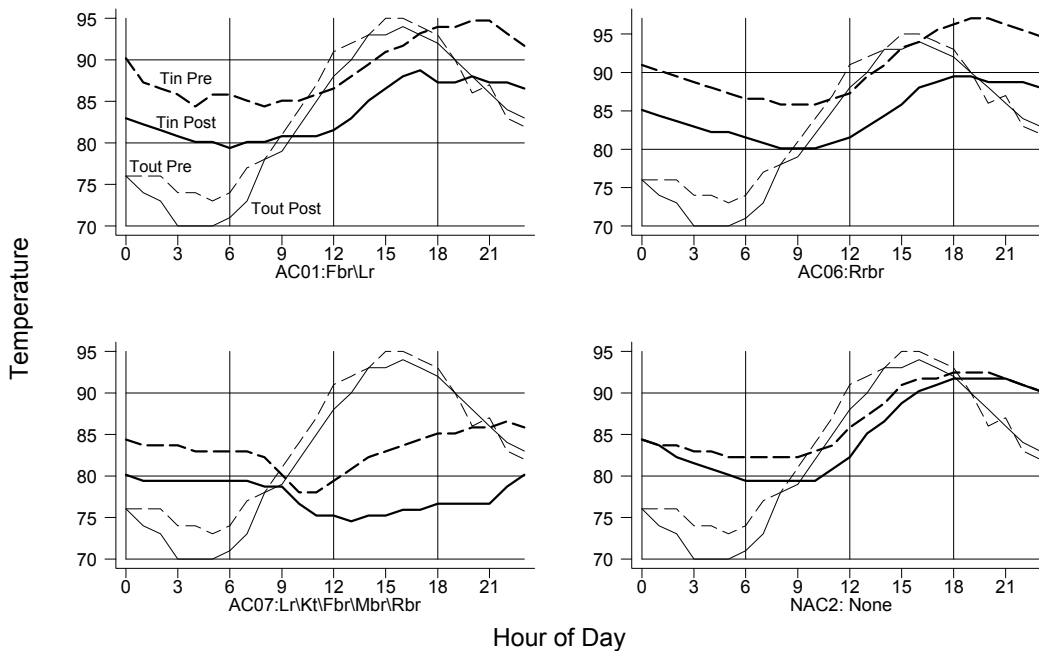 Temperature
95
90
85
80
75
70
Tin Pre
Tin Post
Tout Pre
Tout Post
0 3 6 9 12 15 18 21
AC01:Fbr\Lr
95
90
85
80
75
70
0 3 6 9 12 15 18 21
AC06:Rrbr
95
90
85
80
75
70
0 3 6 9 12 15 18 21
AC07:Lr\Kt\Fbr\Mbr\Rbr
95
90
85
80
75
70
0 3 6 9 12 15 18 21
NAC2: None
Hour of Day